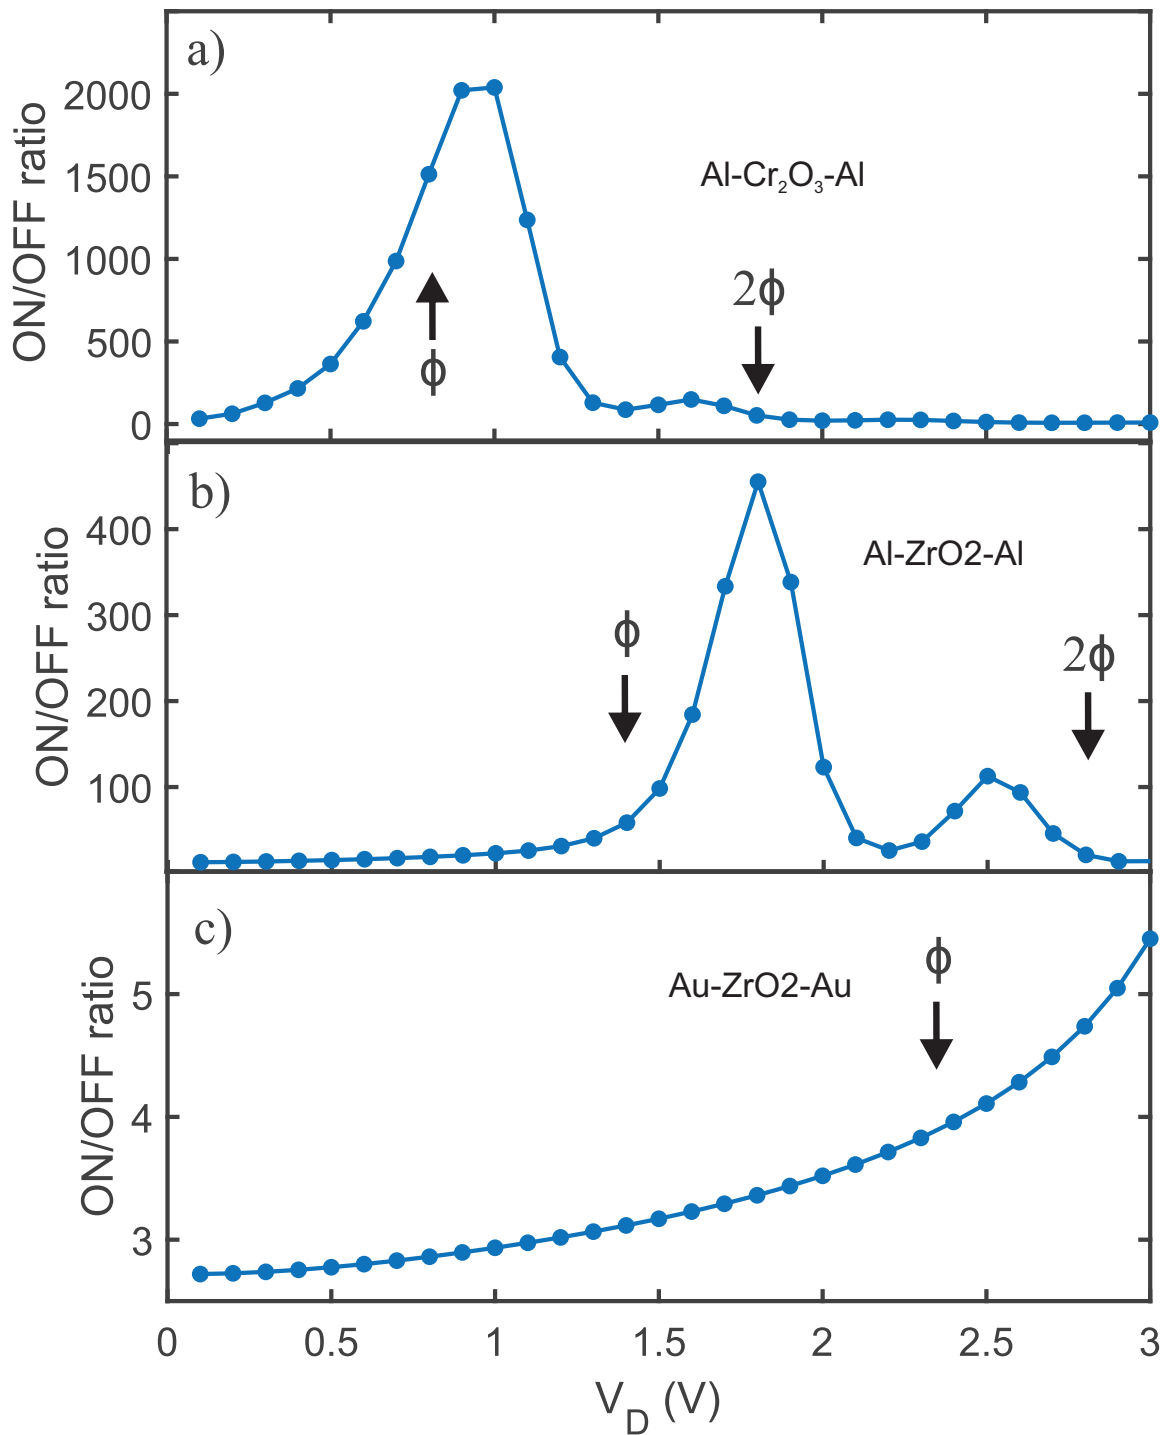 a)
ON/OFF ratio
2000
1500
1000
500
0
Al-Cr₂O₃-Al
ϕ
2ϕ
b)
ON/OFF ratio
400
300
200
100
Al-ZrO2-Al
ϕ
2ϕ
c)
ON/OFF ratio
5
4
3
Au-ZrO2-Au
ϕ
0 0.5 1 1.5 2 2.5 3
V_D (V)